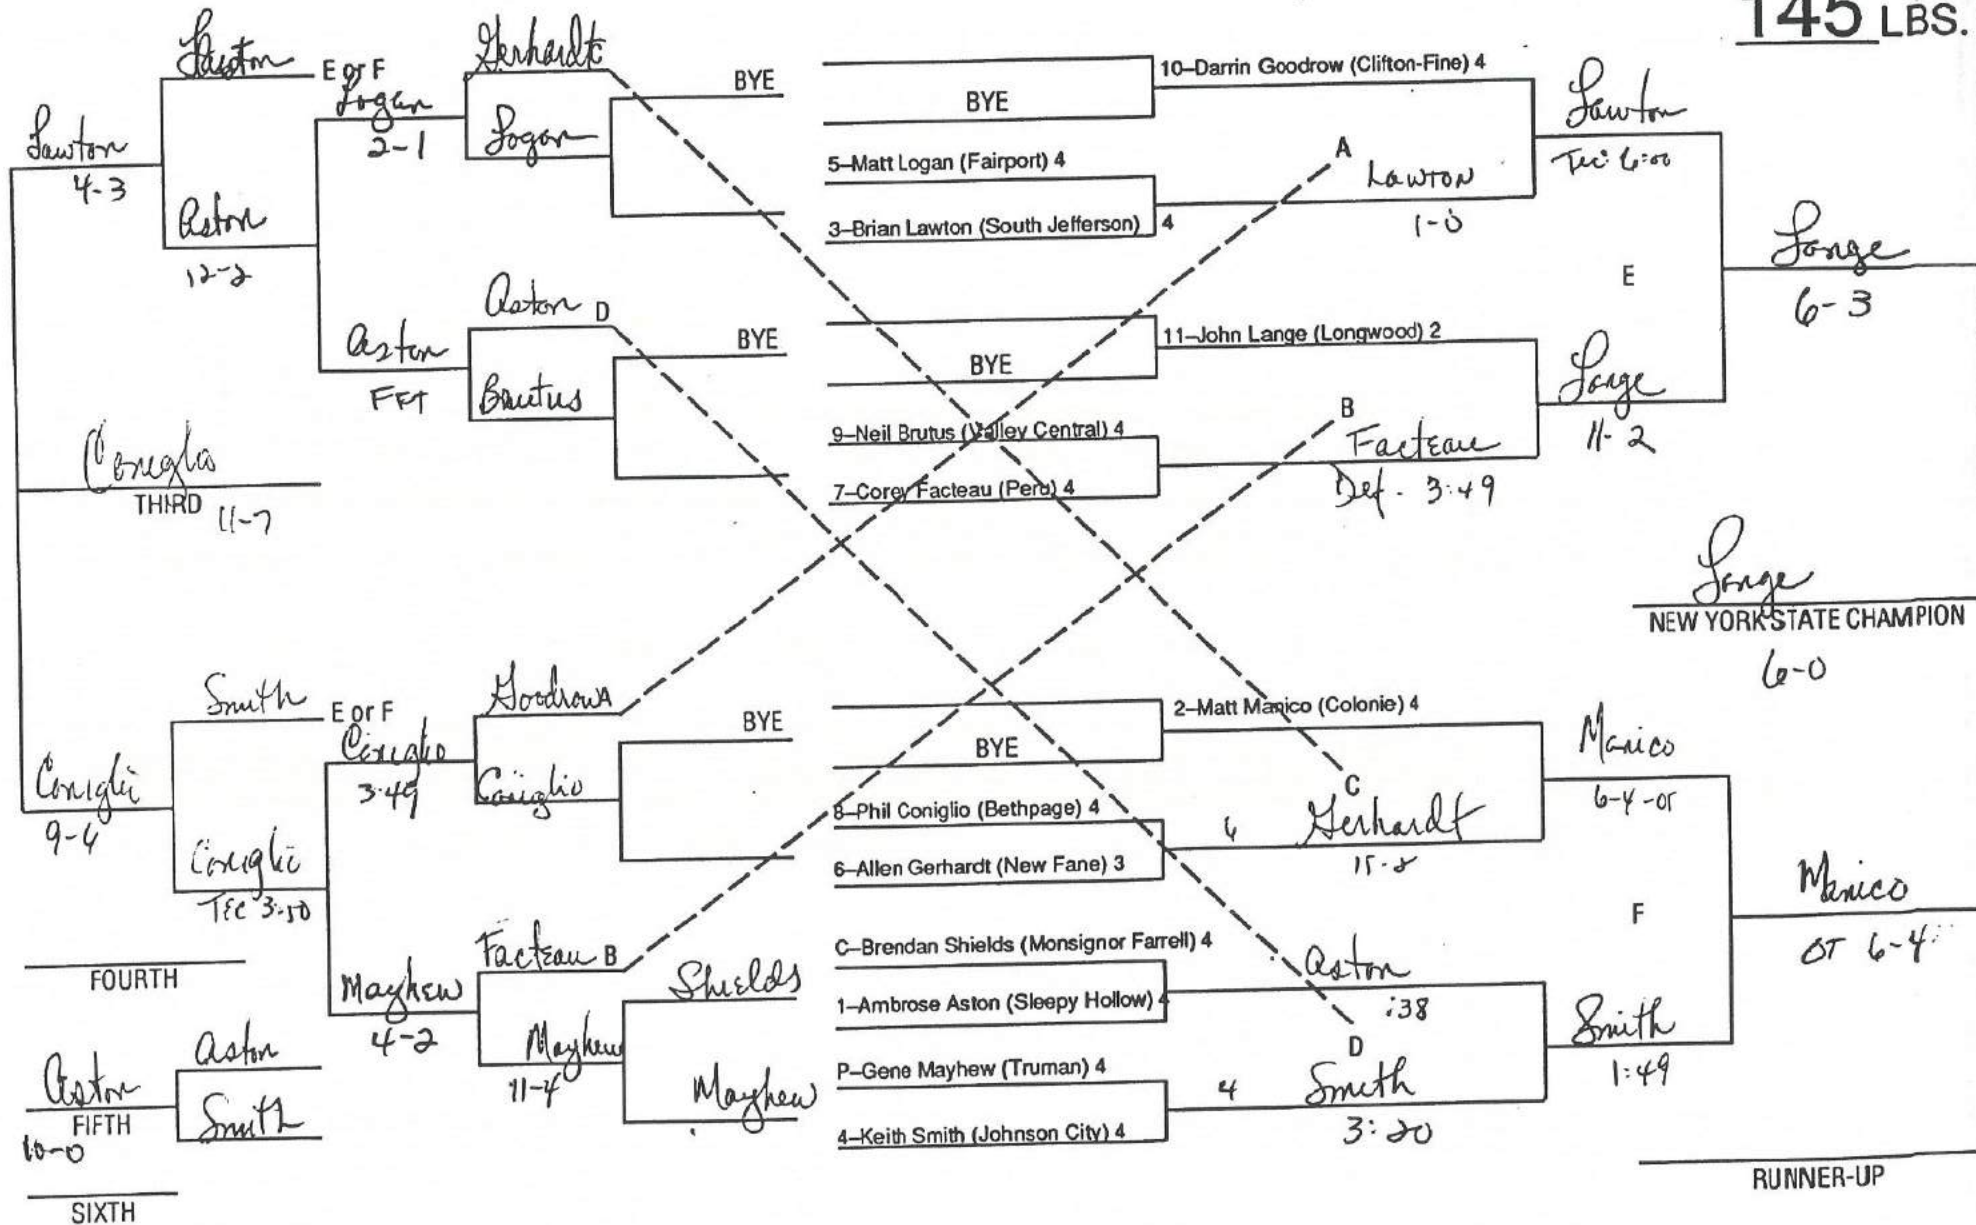 145 LBS.
Lawton
E or F
Logan
2-1
Gerhardt
Logan
BYE
Lawton
4-3
Aston
12-2
Aston D
Aston
FFT
Brutus
BYE
Coniglio
THIRD 11-7
Smith
E or F
Coniglio
3:49
Goodrow A
Coniglio
BYE
Coniglio
9-6
Coniglio
TEC 3:50
Facteau B
Mayhew
4-2
Mayhew
11-4
Shields
Mayhew
FOURTH
Aston
FIFTH
10-0
Aston
Smith
SIXTH
BYE
10–Darrin Goodrow (Clifton-Fine) 4
5–Matt Logan (Fairport) 4
3–Brian Lawton (South Jefferson) 4
A
Lawton
1-0
Lawton
Tec: 6:00
BYE
11–John Lange (Longwood) 2
9–Neil Brutus (Valley Central) 4
7–Corey Facteau (Peru) 4
B
Facteau
Def. 3:49
Lange
11-2
E
Lange
6-3
Lange
NEW YORK STATE CHAMPION
6-0
BYE
2–Matt Manico (Colonie) 4
8–Phil Coniglio (Bethpage) 4
6–Allen Gerhardt (New Fane) 3
C
Gerhardt
15-8
Manico
6-4-OT
C–Brendan Shields (Monsignor Farrell) 4
1–Ambrose Aston (Sleepy Hollow) 4
Aston
:38
D
P–Gene Mayhew (Truman) 4
4–Keith Smith (Johnson City) 4
4
Smith
3:20
Smith
1:49
F
Manico
OT 6-4
RUNNER-UP